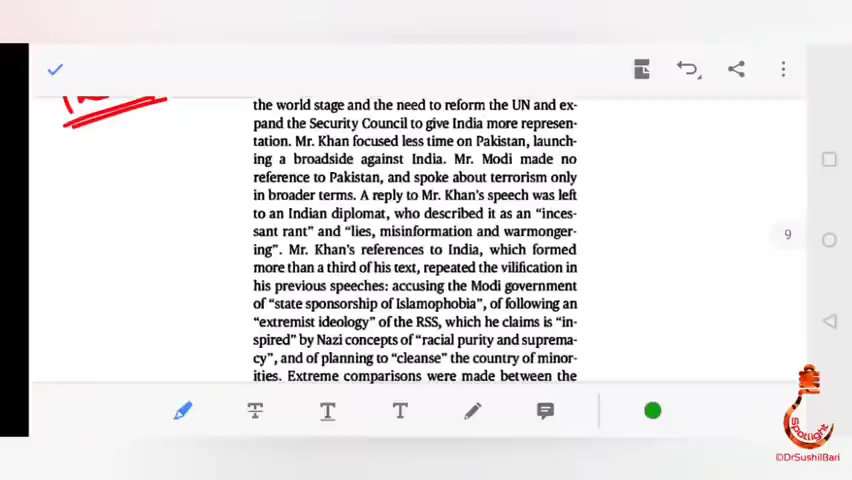 the world stage and the need to reform the UN and ex-
pand the Security Council to give India more represen-
tation. Mr. Khan focused less time on Pakistan, launch-
ing a broadside against India. Mr. Modi made no
reference to Pakistan, and spoke about terrorism only
in broader terms. A reply to Mr. Khan's speech was left
to an Indian diplomat, who described it as an “inces-
sant rant” and “lies, misinformation and warmonger-
ing”. Mr. Khan's references to India, which formed
more than a third of his text, repeated the vilification in
his previous speeches: accusing the Modi government
of “state sponsorship of Islamophobia”, of following an
“extremist ideology” of the RSS, which he claims is “in-
spired” by Nazi concepts of “racial purity and suprema-
cy”, and of planning to “cleanse” the country of minor-
ities. Extreme comparisons were made between the
9
T
T
T
Spotlight
©DrSushilBari